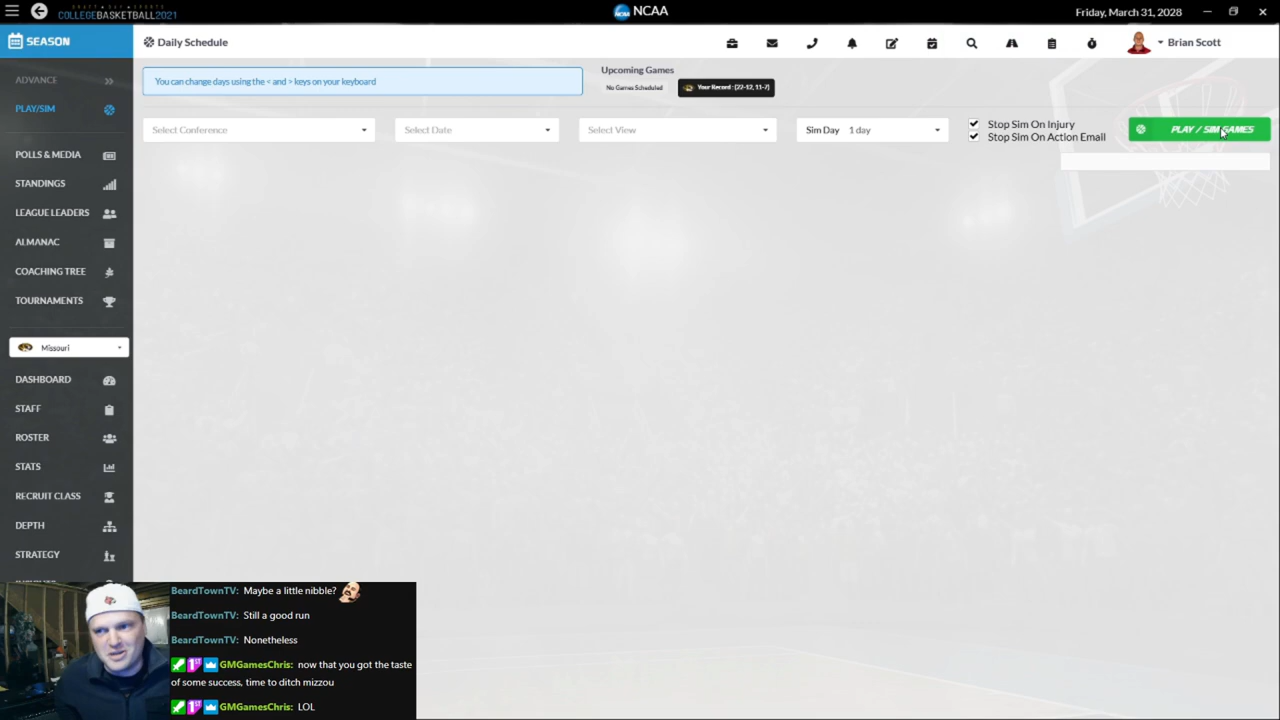 DRAFT DAY SPORTS
COLLEGEBASKETBALL2021
NCAA
Friday, March 31, 2028
SEASON
Daily Schedule
Brian Scott
ADVANCE
PLAY/SIM
POLLS & MEDIA
STANDINGS
LEAGUE LEADERS
ALMANAC
COACHING TREE
TOURNAMENTS
Missouri
DASHBOARD
STAFF
ROSTER
STATS
RECRUIT CLASS
DEPTH
STRATEGY
You can change days using the < and > keys on your keyboard
Upcoming Games
No Games Scheduled
Your Record : (22-12, 11-7)
Select Conference
Select Date
Select View
Sim Day 1 day
Stop Sim On Injury
Stop Sim On Action Email
PLAY / SIM GAMES
BeardTownTV: Maybe a little nibble?
BeardTownTV: Still a good run
BeardTownTV: Nonetheless
GMGamesChris: now that you got the taste
of some success, time to ditch mizzou
GMGamesChris: LOL